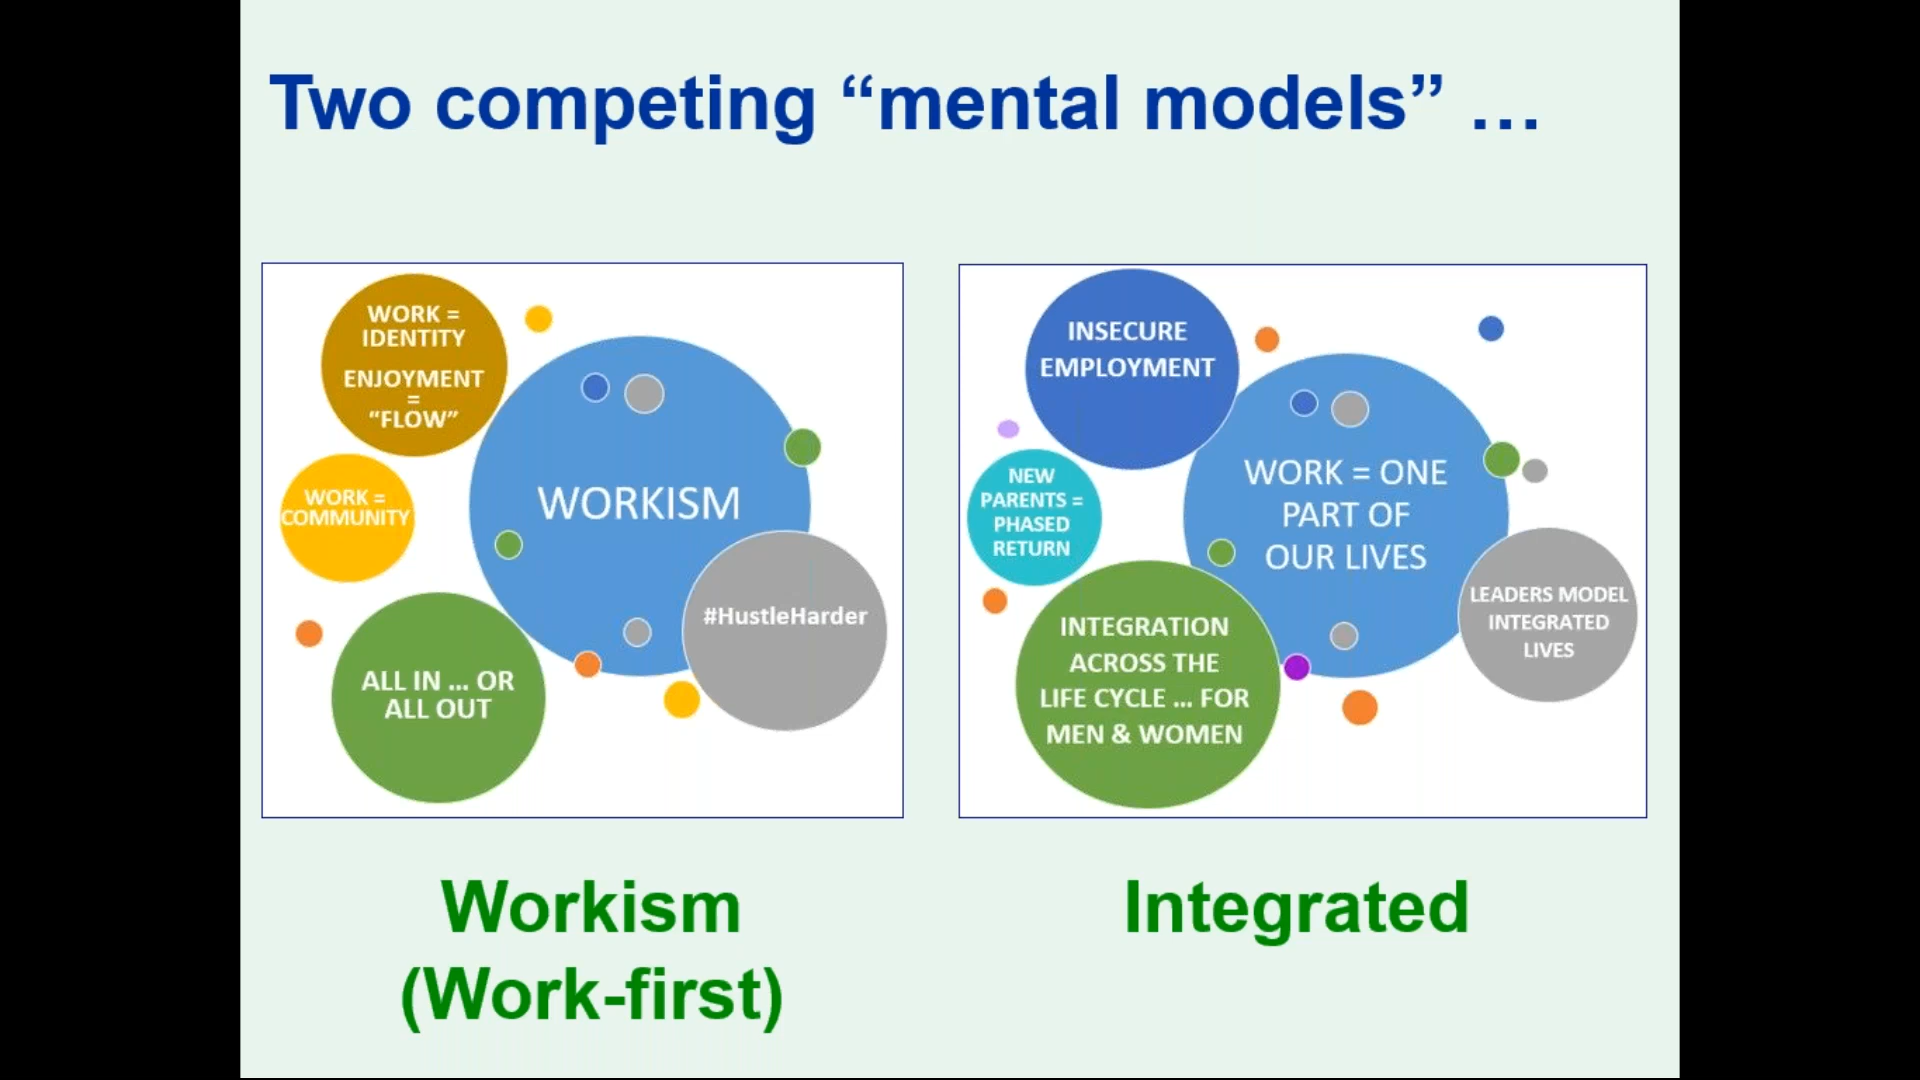 Two competing “mental models” …
WORK =
IDENTITY
ENJOYMENT
=
“FLOW”
WORK =
COMMUNITY
WORKISM
#HustleHarder
ALL IN … OR
ALL OUT
INSECURE
EMPLOYMENT
NEW
PARENTS =
PHASED
RETURN
WORK = ONE
PART OF
OUR LIVES
LEADERS MODEL
INTEGRATED
LIVES
INTEGRATION
ACROSS THE
LIFE CYCLE … FOR
MEN & WOMEN
Workism
(Work-first)
Integrated